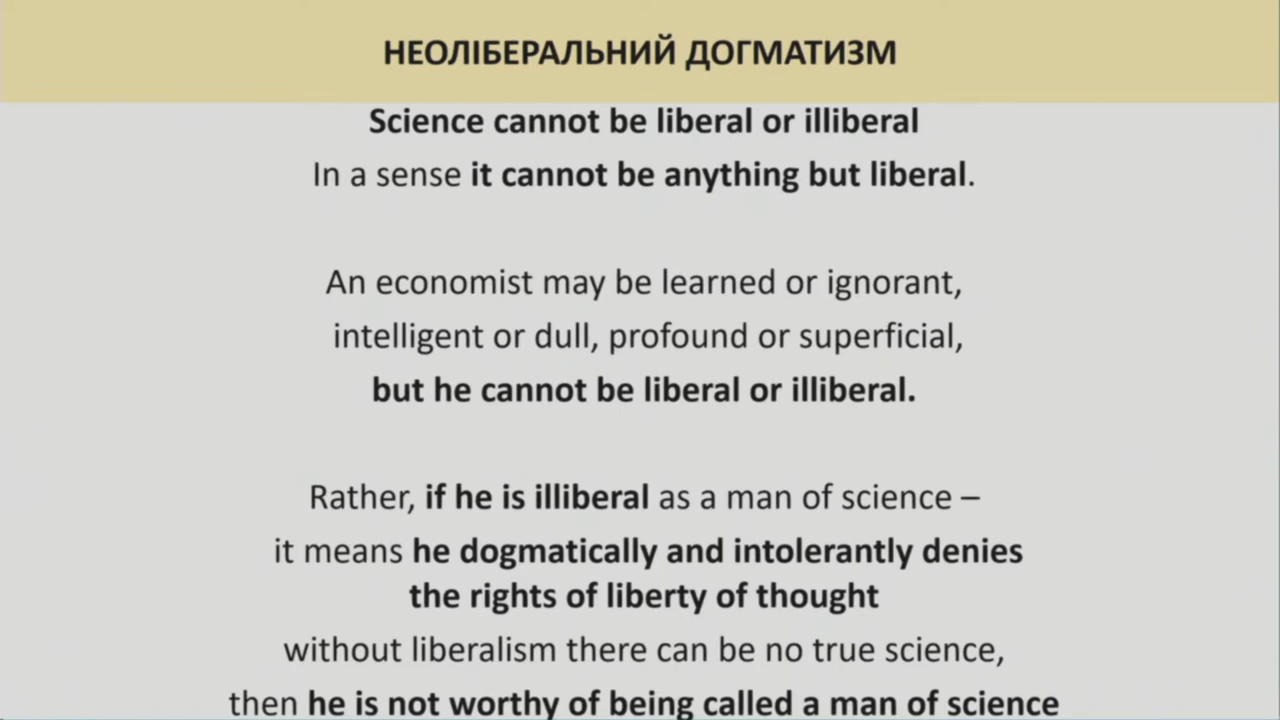 НЕОЛІБЕРАЛЬНИЙ ДОГМАТИЗМ
Science cannot be liberal or illiberal
In a sense it cannot be anything but liberal.
An economist may be learned or ignorant,
intelligent or dull, profound or superficial,
but he cannot be liberal or illiberal.
Rather, if he is illiberal as a man of science –
it means he dogmatically and intolerantly denies
the rights of liberty of thought
without liberalism there can be no true science,
then he is not worthy of being called a man of science